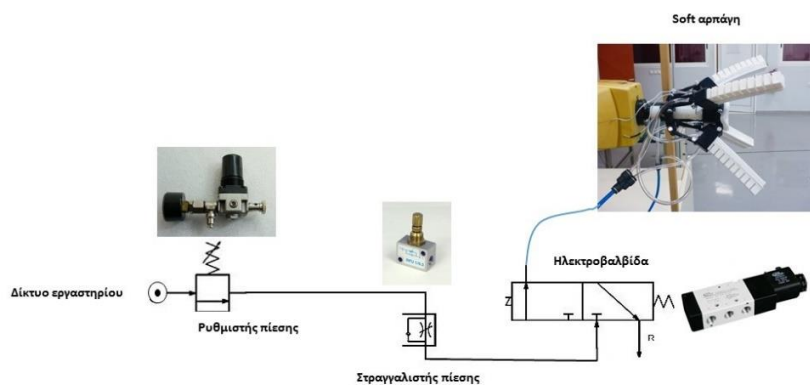 Soft αρπάγη
Ηλεκτροβαλβίδα
Δίκτυο εργαστηρίου
Z
R
Ρυθμιστής πίεσης
Στραγγαλιστής πίεσης